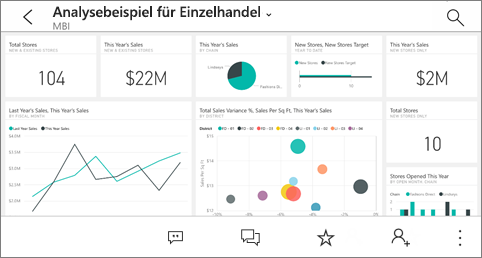 Analysebeispiel für Einzelhandel
MBI
Total Stores
NEW & EXISTING STORES
104
This Year's Sales
NEW & EXISTING STORES
$22M
This Year's Sales
BY CHAIN
Lindseys
Fashions Di...
New Stores, New Stores Target
YEAR TO DATE
New Stores New Stores Target
0 10
This Year's Sales
NEW STORES ONLY
$2M
Last Year's Sales, This Year's Sales
BY FISCAL MONTH
Last Year Sales This Year Sales
$4.0M
$3.5M
$3.0M
$2.5M
$2.0M
Total Sales Variance %, Sales Per Sq Ft, This Year's Sales
BY DISTRICT
District FD - 01 FD - 02 FD - 03 FD - 04 LI - 01 LI - 02 LI - 03 LI - 04
Sales Per Sq Ft
$15
$14
$13
$12
Total Stores
NEW STORES ONLY
10
Stores Opened This Year
BY OPEN MONTH, CHAIN
Chain Fashions Direct Lindseys
2
1